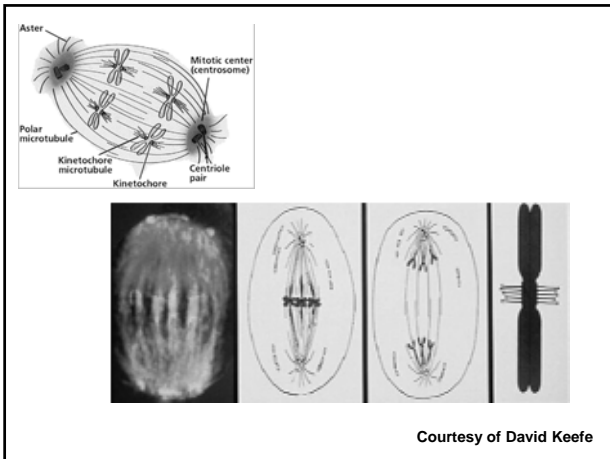 Aster
Mitotic center
(centrosome)
Polar
microtubule
Kinetochore
microtubule
Kinetochore
Centriole
pair
Courtesy of David Keefe